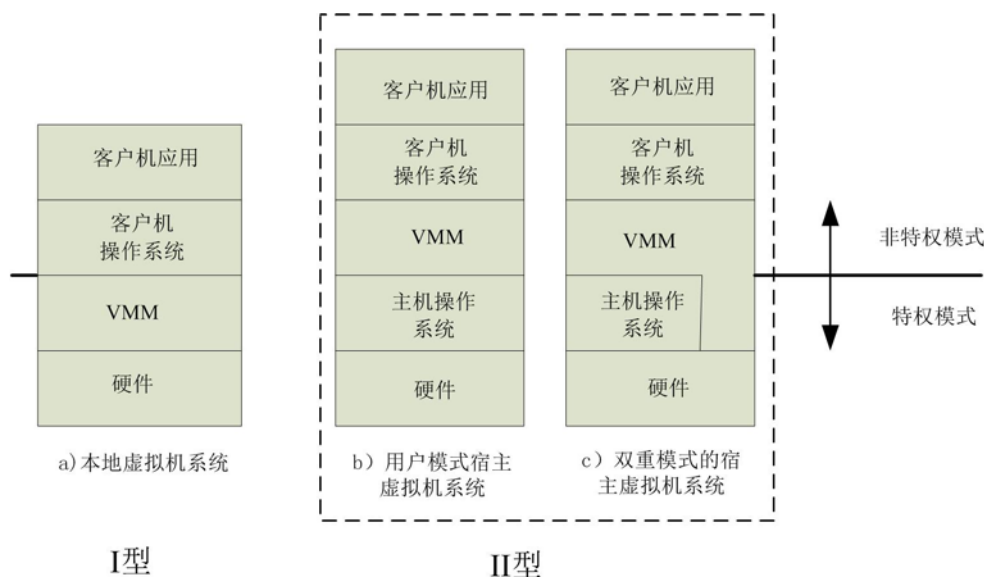 客户机应用
客户机
操作系统
VMM
硬件
a)本地虚拟机系统
I型
客户机应用
客户机
操作系统
VMM
主机操作
系统
硬件
b）用户模式宿主
虚拟机系统
客户机应用
客户机
操作系统
VMM
主机操作
系统
硬件
c）双重模式的宿
主虚拟机系统
II型
非特权模式
特权模式